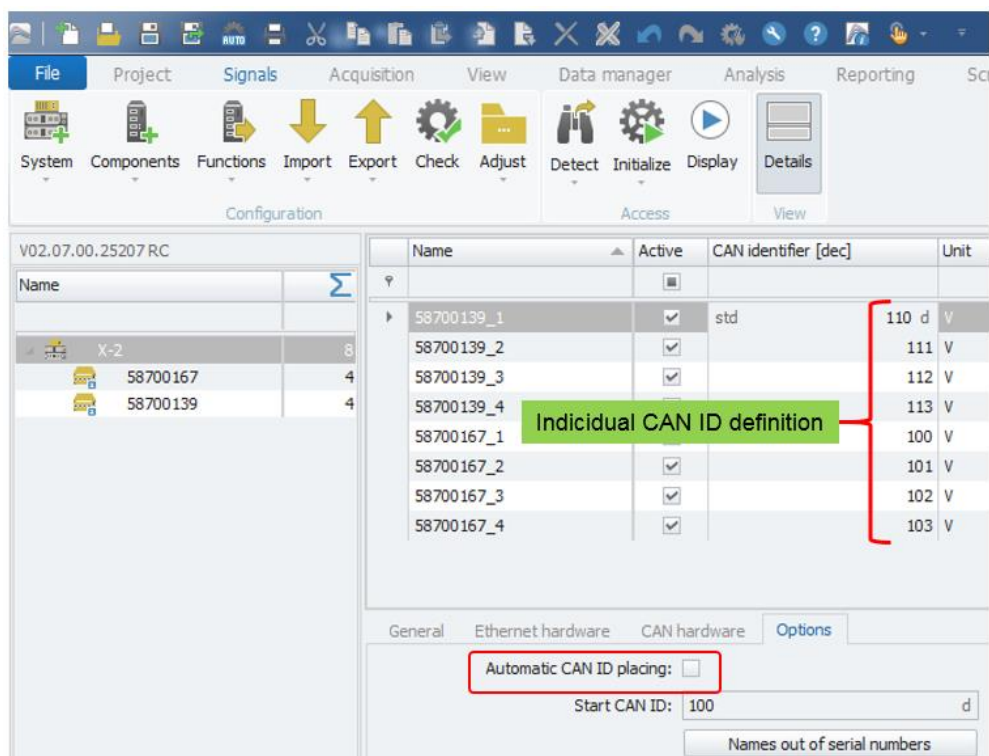 AUTO
File Project Signals Acquisition View Data manager Analysis Reporting
System Components Functions Import Export Check Adjust Detect Initialize Display Details
Configuration Access View
V02.07.00.25207 RC
Name Σ
X-2 8
58700167 4
58700139 4
Name Active CAN identifier [dec] Unit
58700139_1 std 110 d V
58700139_2 111 V
58700139_3 112 V
58700139_4 113 V
58700167_1 100 V
58700167_2 101 V
58700167_3 102 V
58700167_4 103 V
Indicidual CAN ID definition
General Ethernet hardware CAN hardware Options
Automatic CAN ID placing:
Start CAN ID: 100 d
Names out of serial numbers